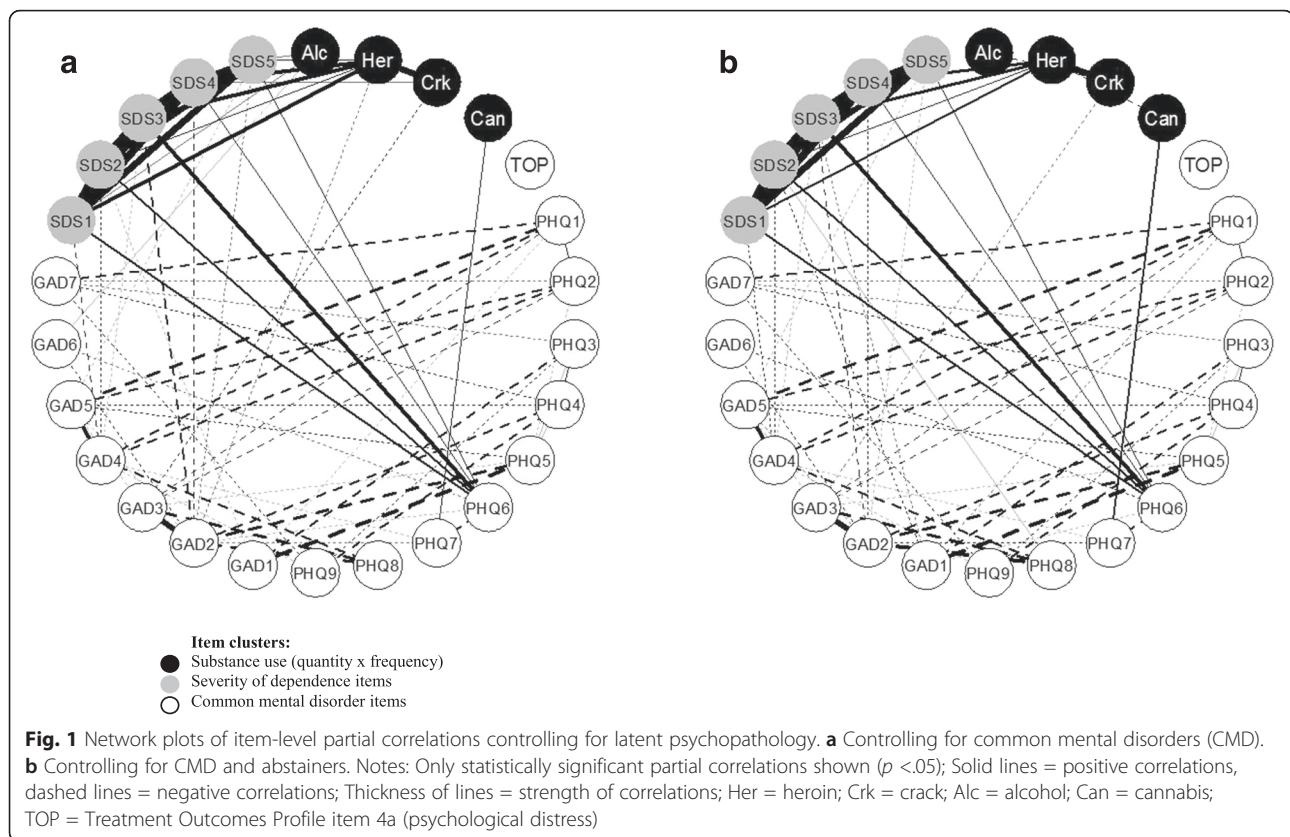 a
Alc
Her
Crk
Can
TOP
PHQ1
PHQ2
PHQ3
PHQ4
PHQ5
PHQ6
PHQ7
PHQ8
PHQ9
GAD1
GAD2
GAD3
GAD4
GAD5
GAD6
GAD7
SDS1
SDS2
SDS3
SDS4
SDS5
b
Alc
Her
Crk
Can
TOP
PHQ1
PHQ2
PHQ3
PHQ4
PHQ5
PHQ6
PHQ7
PHQ8
PHQ9
GAD1
GAD2
GAD3
GAD4
GAD5
GAD6
GAD7
SDS1
SDS2
SDS3
SDS4
SDS5
Item clusters:
Substance use (quantity x frequency)
Severity of dependence items
Common mental disorder items
Fig. 1 Network plots of item-level partial correlations controlling for latent psychopathology. a Controlling for common mental disorders (CMD).
b Controlling for CMD and abstainers. Notes: Only statistically significant partial correlations shown (p <.05); Solid lines = positive correlations,
dashed lines = negative correlations; Thickness of lines = strength of correlations; Her = heroin; Crk = crack; Alc = alcohol; Can = cannabis;
TOP = Treatment Outcomes Profile item 4a (psychological distress)